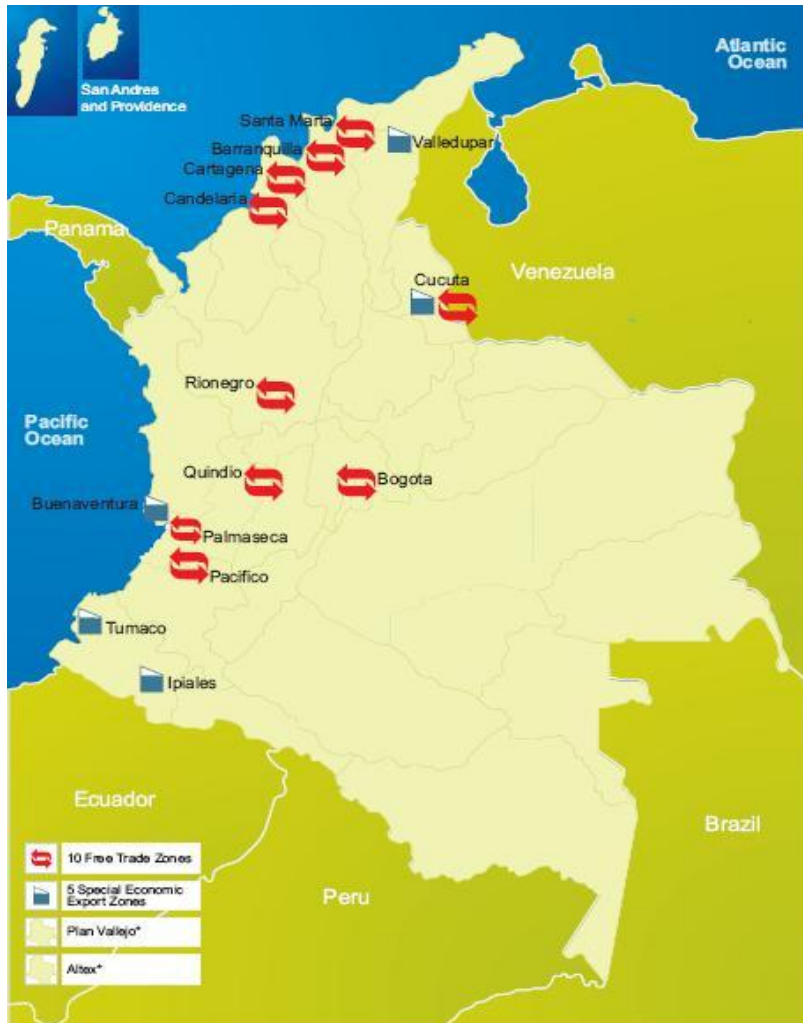 San Andres
and Providence
Atlantic
Ocean
Santa Marta
Barranquilla
Valledupar
Cartagena
Candelaria
Panama
Venezuela
Cucuta
Rionegro
Pacific
Ocean
Quindio
Bogota
Buenaventura
Palmaseca
Pacifico
Tumaco
Ipiales
Ecuador
Brazil
Peru
10 Free Trade Zones
5 Special Economic
Export Zones
Plan Vallejo*
Altex*